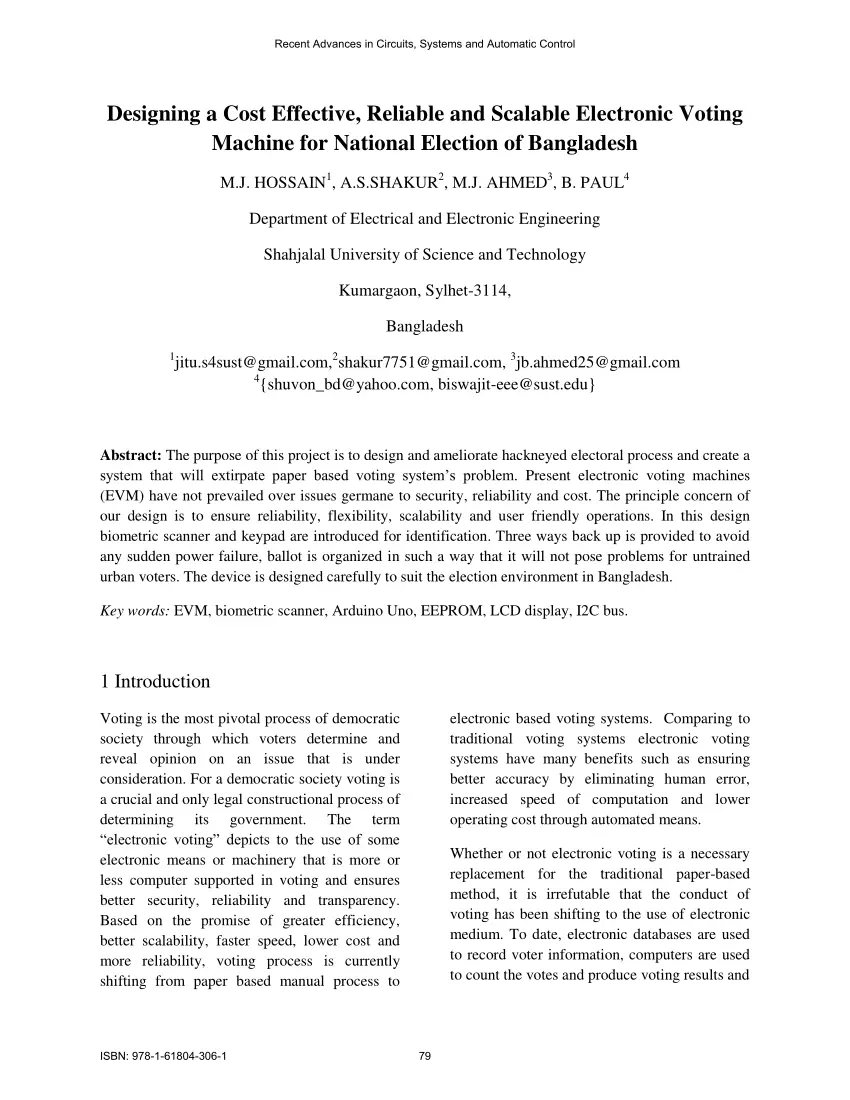 Recent Advances in Circuits, Systems and Automatic Control
Designing a Cost Effective, Reliable and Scalable Electronic Voting
Machine for National Election of Bangladesh
M.J. HOSSAIN1, A.S.SHAKUR2, M.J. AHMED3, B. PAUL4
Department of Electrical and Electronic Engineering
Shahjalal University of Science and Technology
Kumargaon, Sylhet-3114,
Bangladesh
1jitu.s4sust@gmail.com,2shakur7751@gmail.com, 3jb.ahmed25@gmail.com
4{shuvon_bd@yahoo.com, biswajit-eee@sust.edu}
Abstract: The purpose of this project is to design and ameliorate hackneyed electoral process and create a
system that will extirpate paper based voting system's problem. Present electronic voting machines
(EVM) have not prevailed over issues germane to security, reliability and cost. The principle concern of
our design is to ensure reliability, flexibility, scalability and user friendly operations. In this design
biometric scanner and keypad are introduced for identification. Three ways back up is provided to avoid
any sudden power failure, ballot is organized in such a way that it will not pose problems for untrained
urban voters. The device is designed carefully to suit the election environment in Bangladesh.
Key words: EVM, biometric scanner, Arduino Uno, EEPROM, LCD display, I2C bus.
1 Introduction
Voting is the most pivotal process of democratic
society through which voters determine and
reveal opinion on an issue that is under
consideration. For a democratic society voting is
a crucial and only legal constructional process of
determining its government. The term
“electronic voting” depicts to the use of some
electronic means or machinery that is more or
less computer supported in voting and ensures
better security, reliability and transparency.
Based on the promise of greater efficiency,
better scalability, faster speed, lower cost and
more reliability, voting process is currently
shifting from paper based manual process to
electronic based voting systems. Comparing to
traditional voting systems electronic voting
systems have many benefits such as ensuring
better accuracy by eliminating human error,
increased speed of computation and lower
operating cost through automated means.
Whether or not electronic voting is a necessary
replacement for the traditional paper-based
method, it is irrefutable that the conduct of
voting has been shifting to the use of electronic
medium. To date, electronic databases are used
to record voter information, computers are used
to count the votes and produce voting results and
ISBN: 978-1-61804-306-1
79